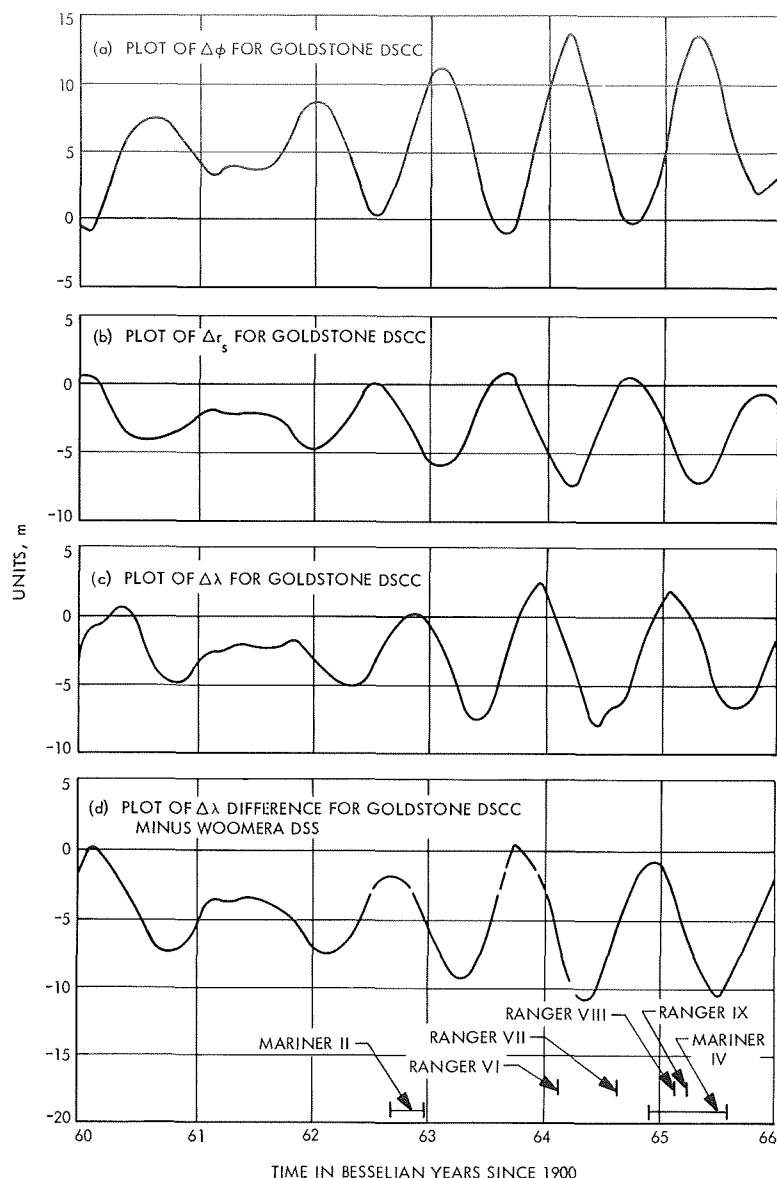 15
(a) PLOT OF Δϕ FOR GOLDSTONE DSCC
10
5
0
-5
5
(b) PLOT OF Δr_s FOR GOLDSTONE DSCC
0
-5
-10
UNITS, m
5
(c) PLOT OF Δλ FOR GOLDSTONE DSCC
0
-5
-10
5
(d) PLOT OF Δλ DIFFERENCE FOR GOLDSTONE DSCC
MINUS WOOMERA DSS
0
-5
-10
RANGER VIII
RANGER IX
RANGER VII
MARINER
IV
MARINER II
RANGER VI
-15
-20
60 61 62 63 64 65 66
TIME IN BESSELIAN YEARS SINCE 1900